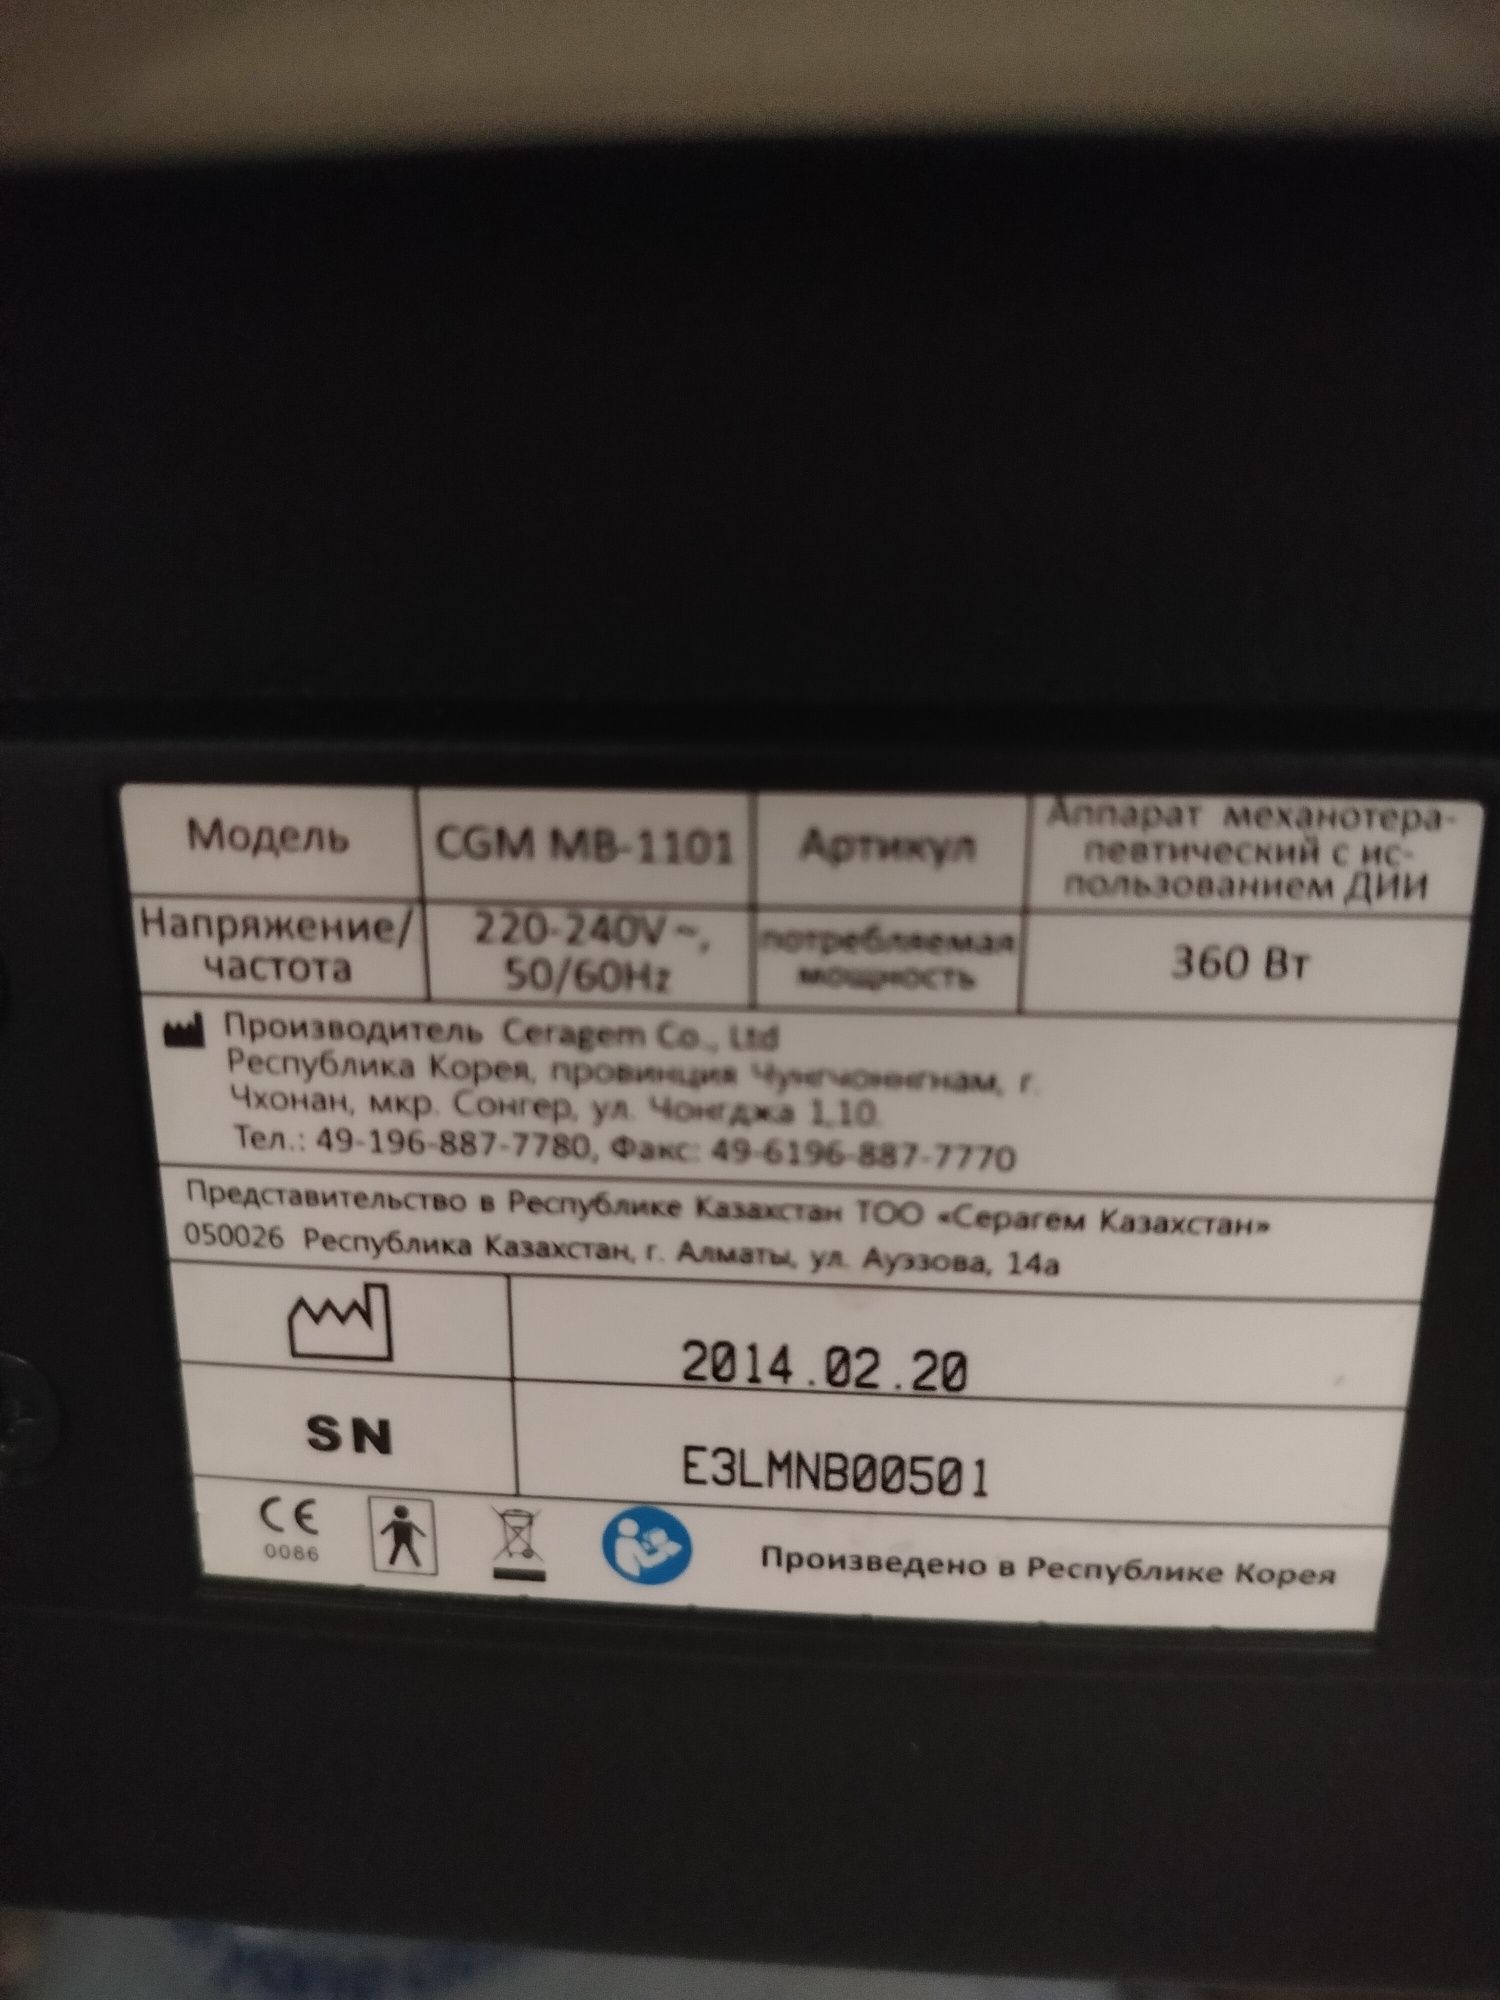 Модель CGM MB-1101 Артикул Аппарат механотера-
певтический с ис-
пользованием ДИИ
Напряжение/
частота
220-240V~,
50/60Hz
потребляемая
мощность
360 Вт
Производитель Ceragem Co., Ltd
Республика Корея, провинция Чунгчоннгнам, г.
Чхонан, мкр. Сонгер, ул. Чонгджа 1,10.
Тел.: 49-196-887-7780, Факс: 49-6196-887-7770
Представительство в Республике Казахстан ТОО «Серагем Казахстан»
050026 Республика Казахстан, г. Алматы, ул. Ауэзова, 14а
2014.02.20
SN E3LMNB00501
CE
0086
Произведено в Республике Корея